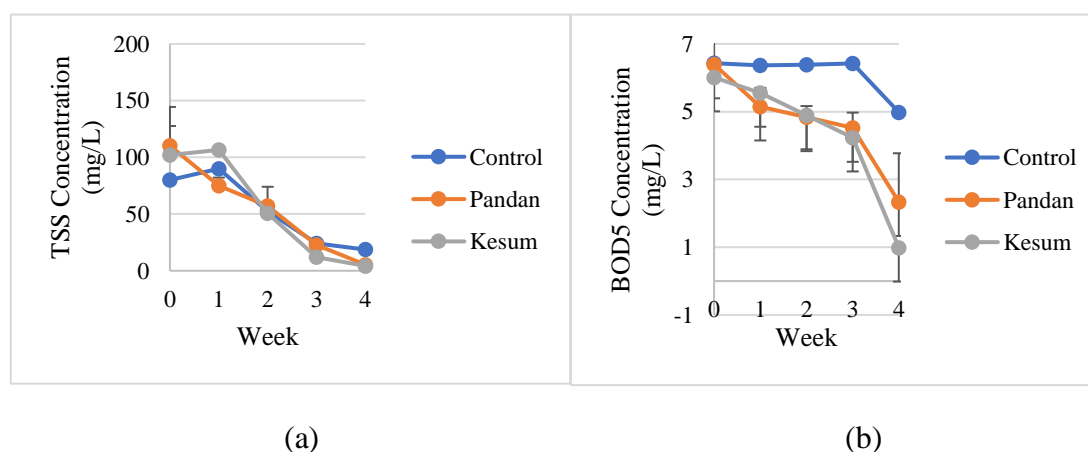 TSS Concentration
(mg/L)
200
150
100
50
0
0 1 2 3 4
Week
Control
Pandan
Kesum
(a)
BOD5 Concentration
(mg/L)
7
5
3
1
-1
0 1 2 3 4
Week
Control
Pandan
Kesum
(b)